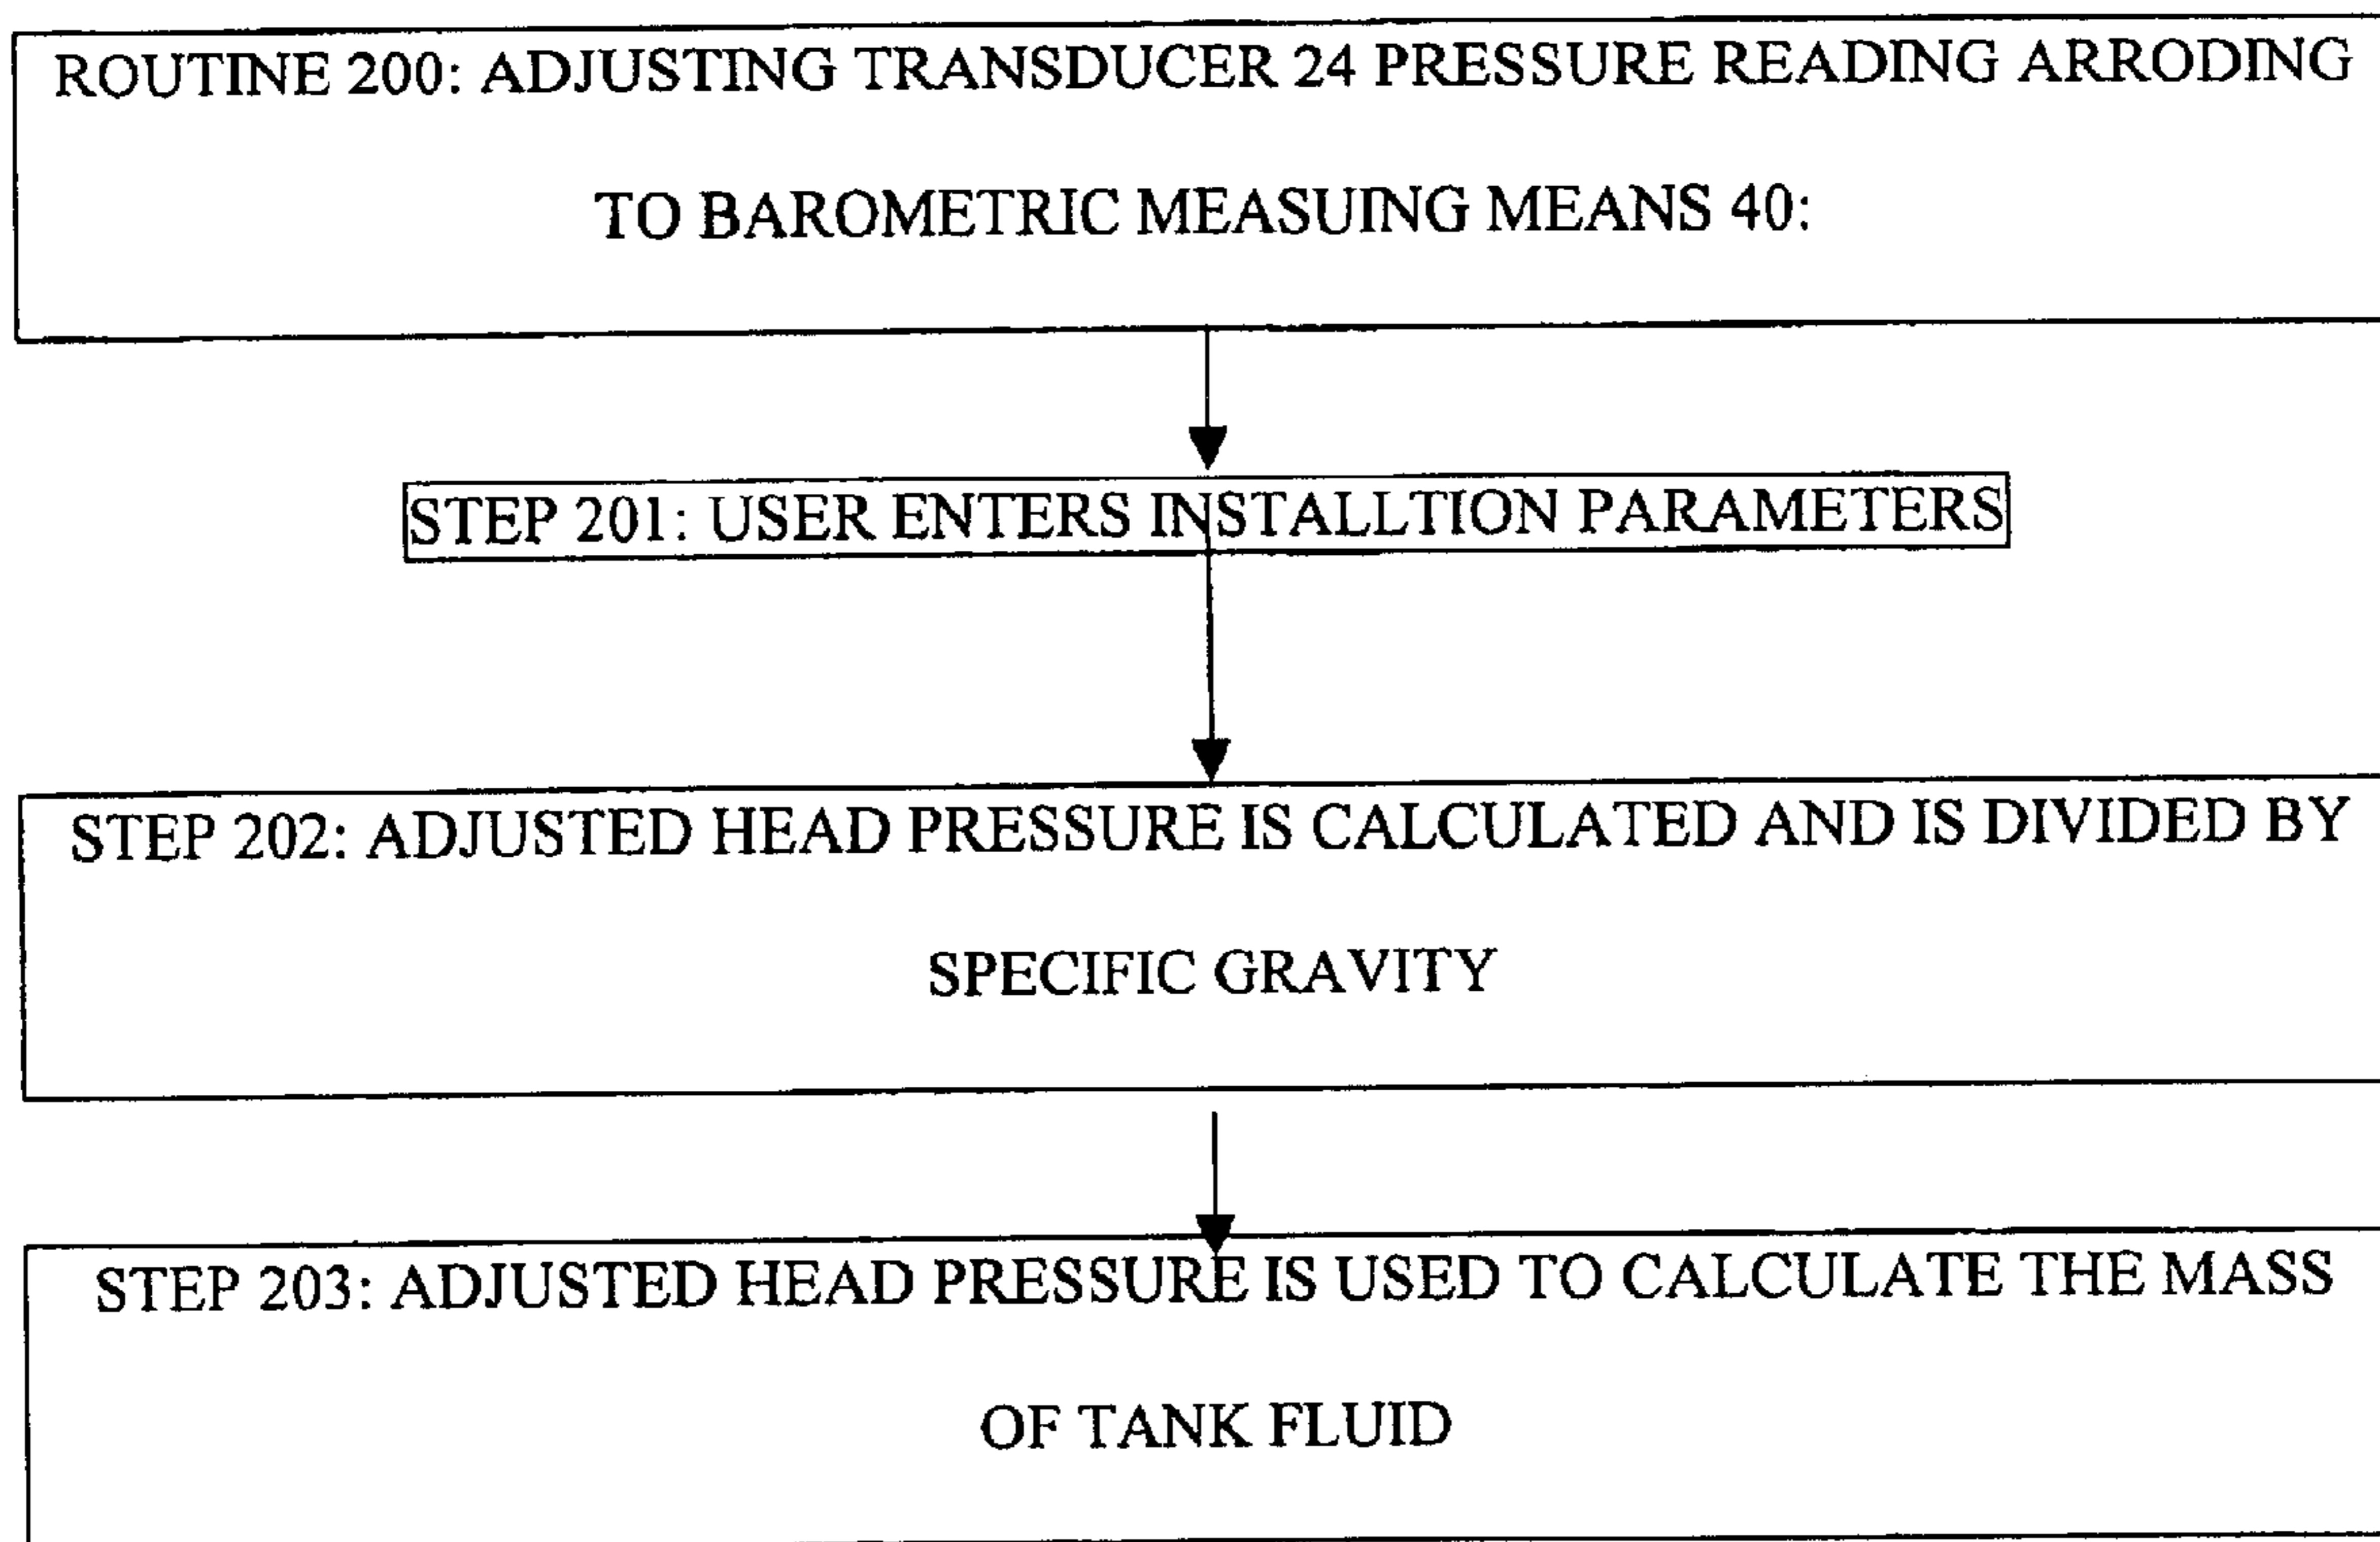 ROUTINE 200: ADJUSTING TRANSDUCER 24 PRESSURE READING ARRODING
TO BAROMETRIC MEASUING MEANS 40:
STEP 201: USER ENTERS INSTALLTION PARAMETERS
STEP 202: ADJUSTED HEAD PRESSURE IS CALCULATED AND IS DIVIDED BY
SPECIFIC GRAVITY
STEP 203: ADJUSTED HEAD PRESSURE IS USED TO CALCULATE THE MASS
OF TANK FLUID